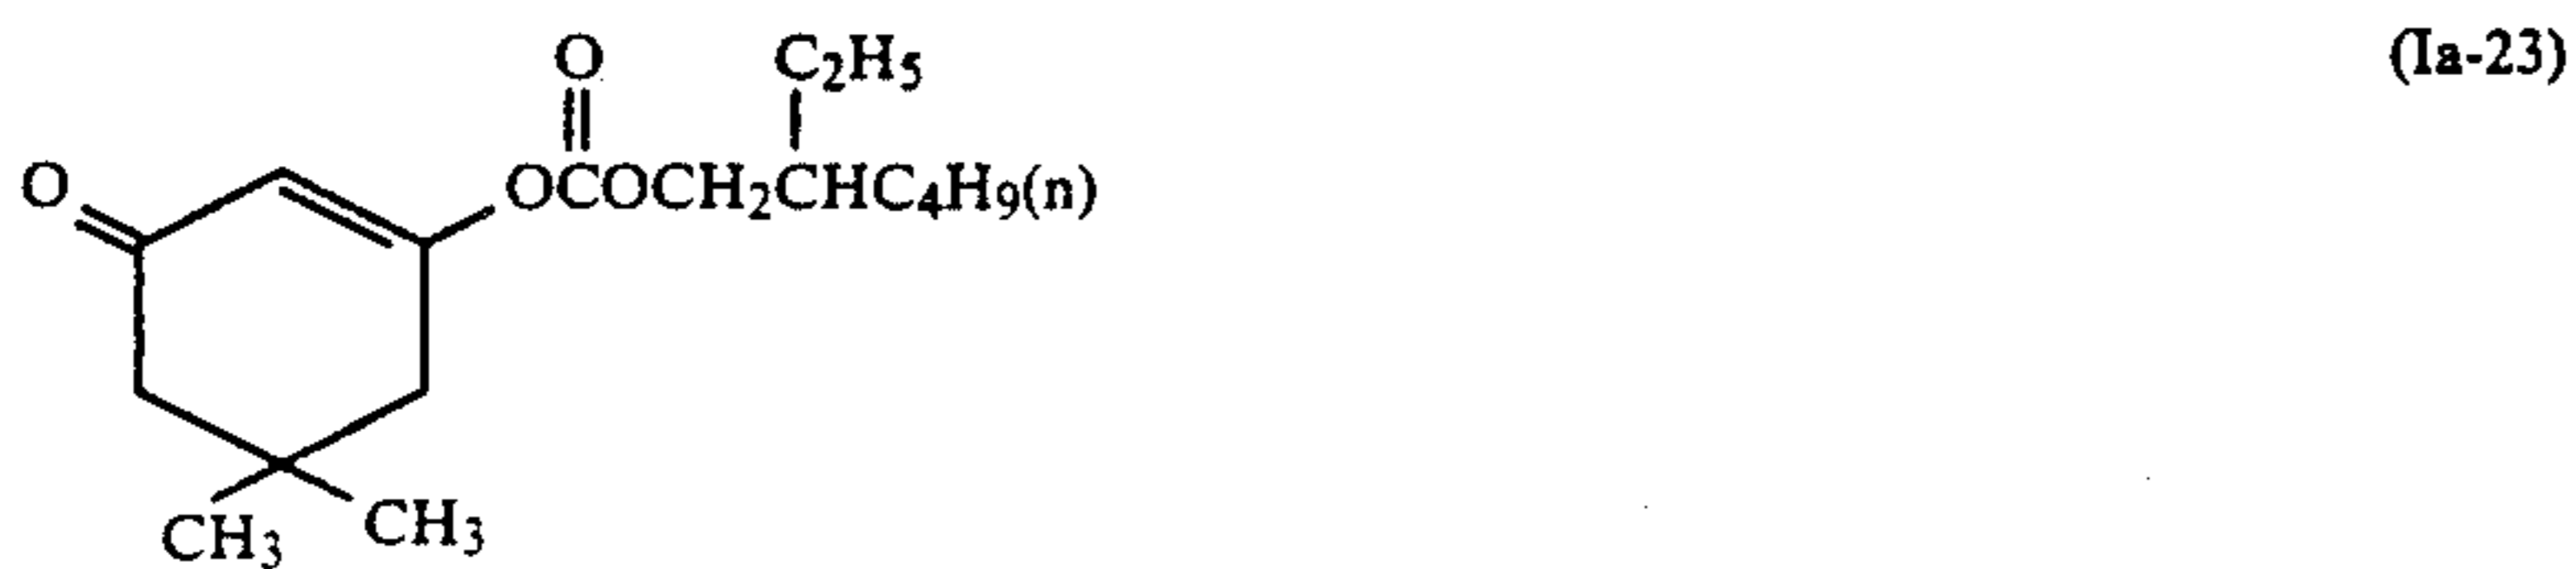 O C₂H₅ (Ia-23)
O OCOCH₂CHC₄H₉(n)
CH₃ CH₃